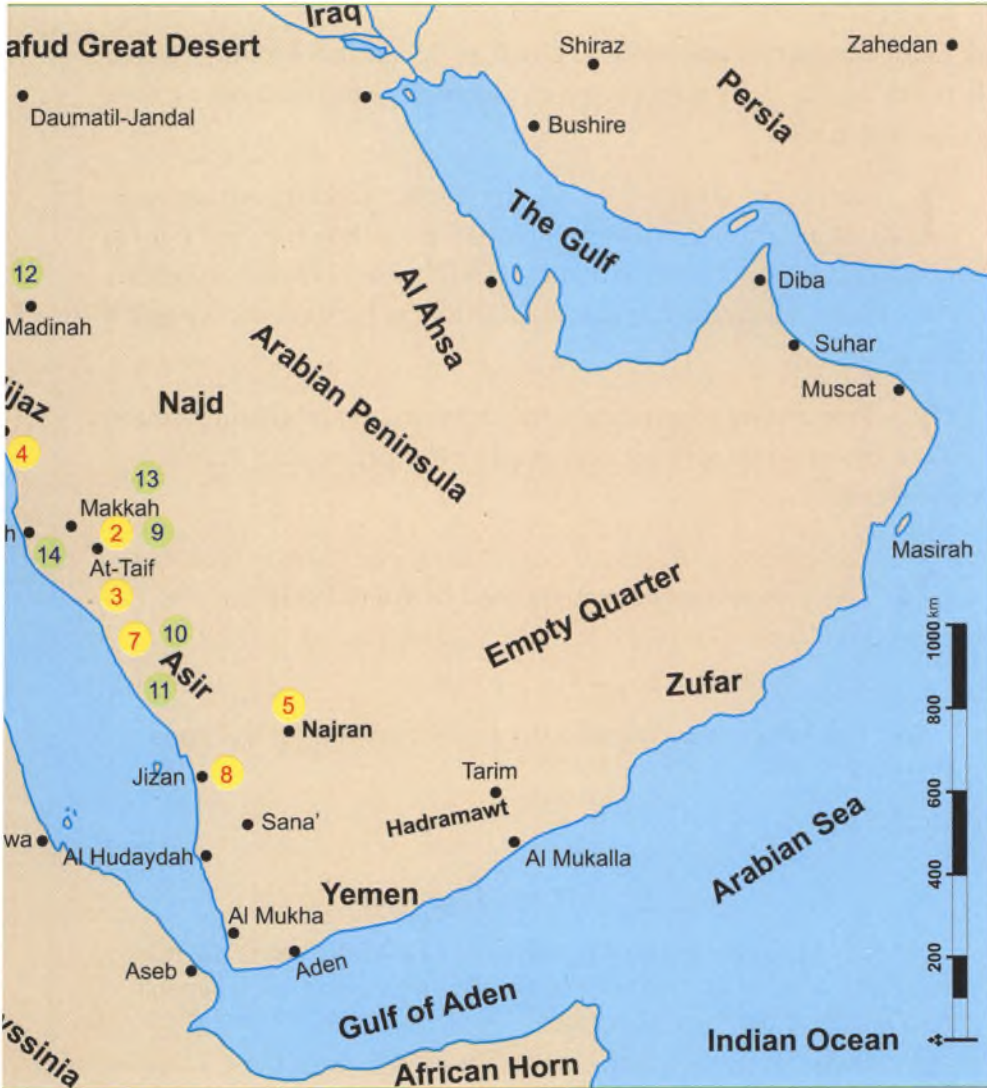 Iraq
afud Great Desert
Shiraz
Zahedan
Daumatil-Jandal
Bushire
Persia
The Gulf
12
Madinah
Al Ahsa
Diba
Arabian Peninsula
Suhar
Muscat
Najd
ijaz
4
13
Makkah
2
9
h
14
At-Taif
Masirah
3
Empty Quarter
7
10
Asir
11
Zufar
5
Najran
Jizan
8
Tarim
Hadramawt
Sana'
wa
Al Hudaydah
Al Mukalla
Arabian Sea
Yemen
Al Mukha
Aden
Aseb
Gulf of Aden
yssinia
African Horn
Indian Ocean
1000 km
800
600
400
200
0